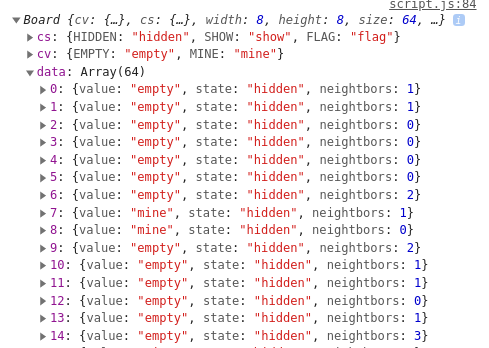 script.js:84
Board {cv: {…}, cs: {…}, width: 8, height: 8, size: 64, …} i
cs: {HIDDEN: "hidden", SHOW: "show", FLAG: "flag"}
cv: {EMPTY: "empty", MINE: "mine"}
data: Array(64)
0: {value: "empty", state: "hidden", neightbors: 1}
1: {value: "empty", state: "hidden", neightbors: 1}
2: {value: "empty", state: "hidden", neightbors: 0}
3: {value: "empty", state: "hidden", neightbors: 0}
4: {value: "empty", state: "hidden", neightbors: 0}
5: {value: "empty", state: "hidden", neightbors: 0}
6: {value: "empty", state: "hidden", neightbors: 2}
7: {value: "mine", state: "hidden", neightbors: 1}
8: {value: "mine", state: "hidden", neightbors: 0}
9: {value: "empty", state: "hidden", neightbors: 2}
10: {value: "empty", state: "hidden", neightbors: 1}
11: {value: "empty", state: "hidden", neightbors: 1}
12: {value: "empty", state: "hidden", neightbors: 0}
13: {value: "empty", state: "hidden", neightbors: 1}
14: {value: "empty", state: "hidden", neightbors: 3}